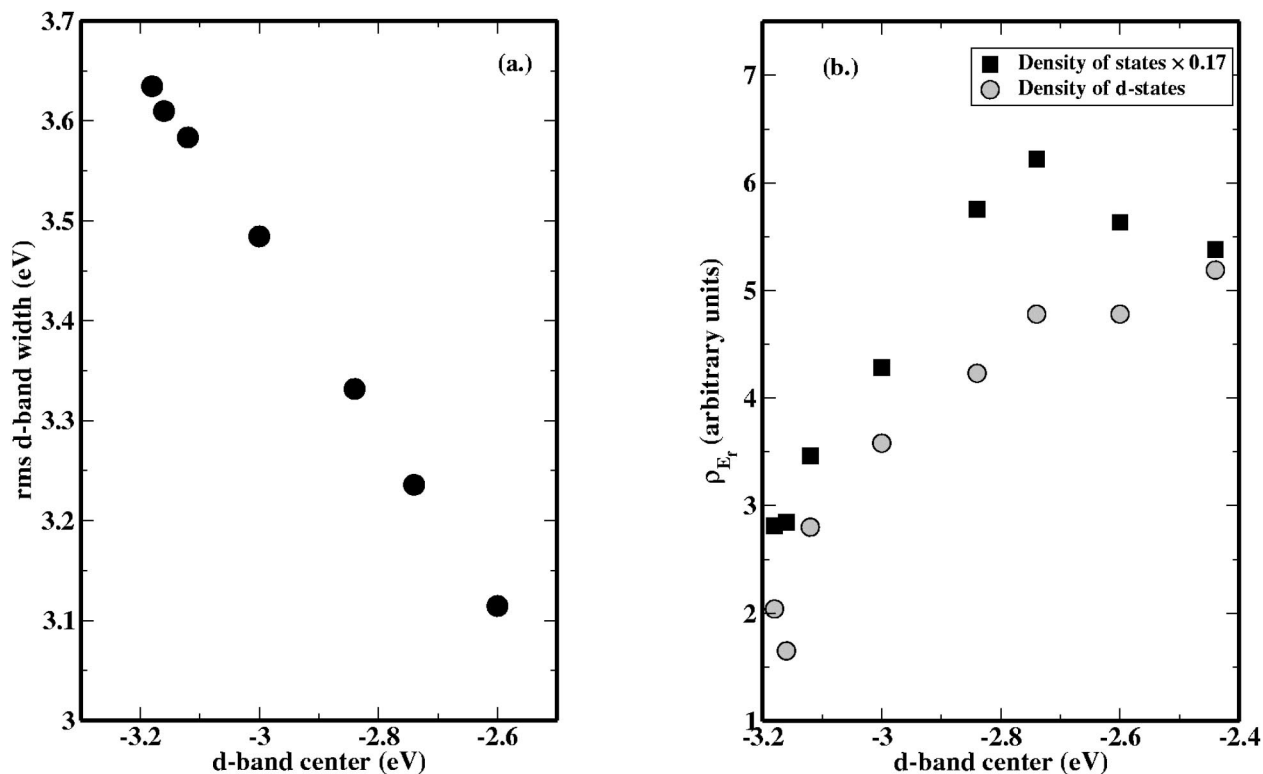 (a.)
3.7
3.6
3.5
3.4
3.3
3.2
3.1
3
rms d-band width (eV)
-3.2 -3 -2.8 -2.6
d-band center (eV)
(b.)
Density of states × 0.17
Density of d-states
7
6
5
4
3
2
1
ρEf (arbitrary units)
-3.2 -3 -2.8 -2.6 -2.4
d-band center (eV)